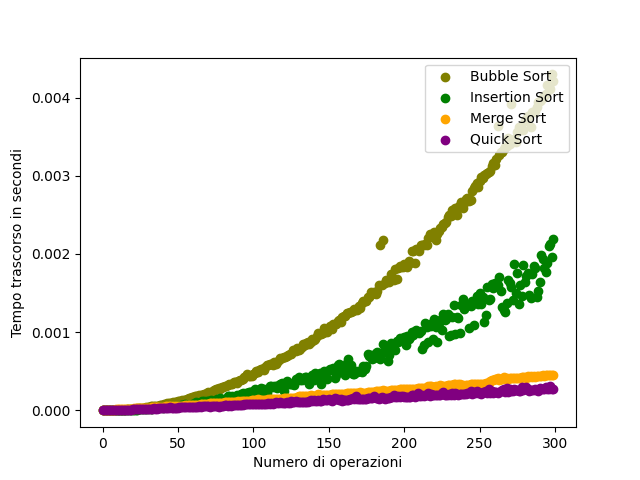 Bubble Sort
Insertion Sort
Merge Sort
Quick Sort
0.004
0.003
0.002
0.001
0.000
Tempo trascorso in secondi
0 50 100 150 200 250 300
Numero di operazioni